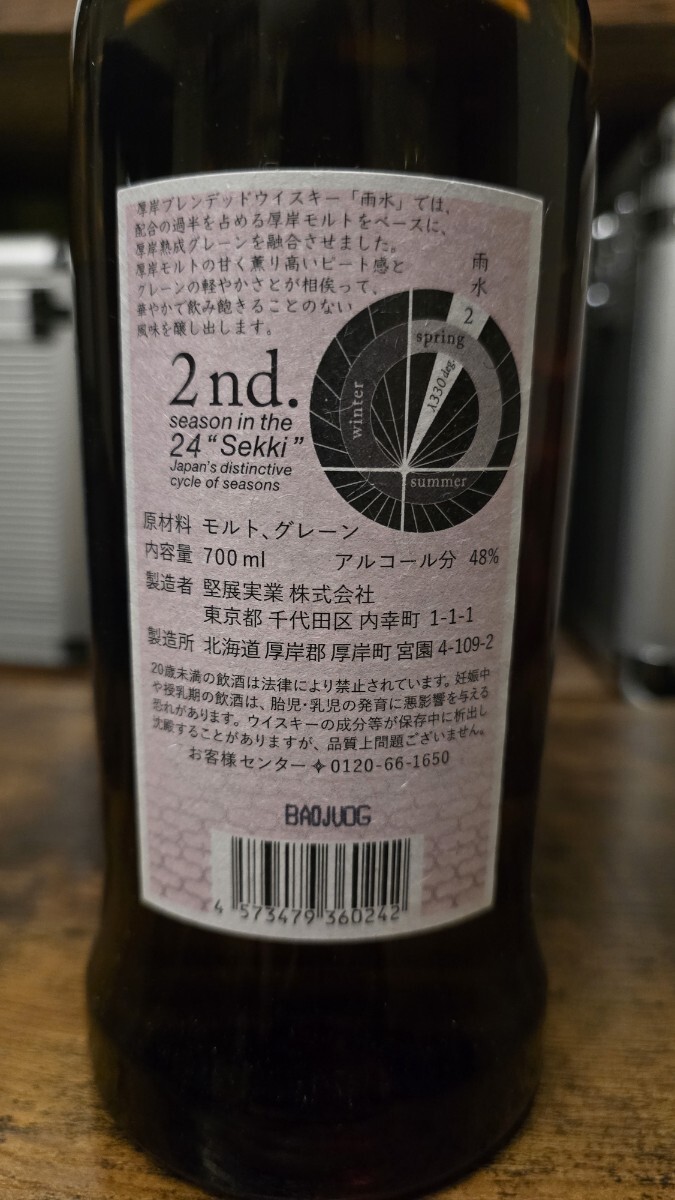 厚岸ブレンデッドウイスキー「雨水」では、
配合の過半を占める厚岸モルトをベースに、
厚岸熟成グレーンを融合させました。
厚岸モルトの甘く薫り高いピート感と
グレーンの軽やかさとが相俟って、
華やかで飲み飽きることのない
風味を醸し出します。
雨水
2
spring
λ330deg.
winter
summer
2nd.
season in the
24 “Sekki”
Japan's distinctive
cycle of seasons
原材料 モルト、グレーン
内容量 700ml アルコール分 48%
製造者 堅展実業 株式会社
東京都 千代田区 内幸町 1-1-1
製造所 北海道 厚岸郡 厚岸町 宮園 4-109-2
20歳未満の飲酒は法律により禁止されています。妊娠中
や授乳期の飲酒は、胎児・乳児の発育に悪影響を与える
恐れがあります。ウイスキーの成分等が保存中に析出し
沈殿することがありますが、品質上問題ございません。
お客様センター✧0120-66-1650
BAOJUOG
4 573479 360242